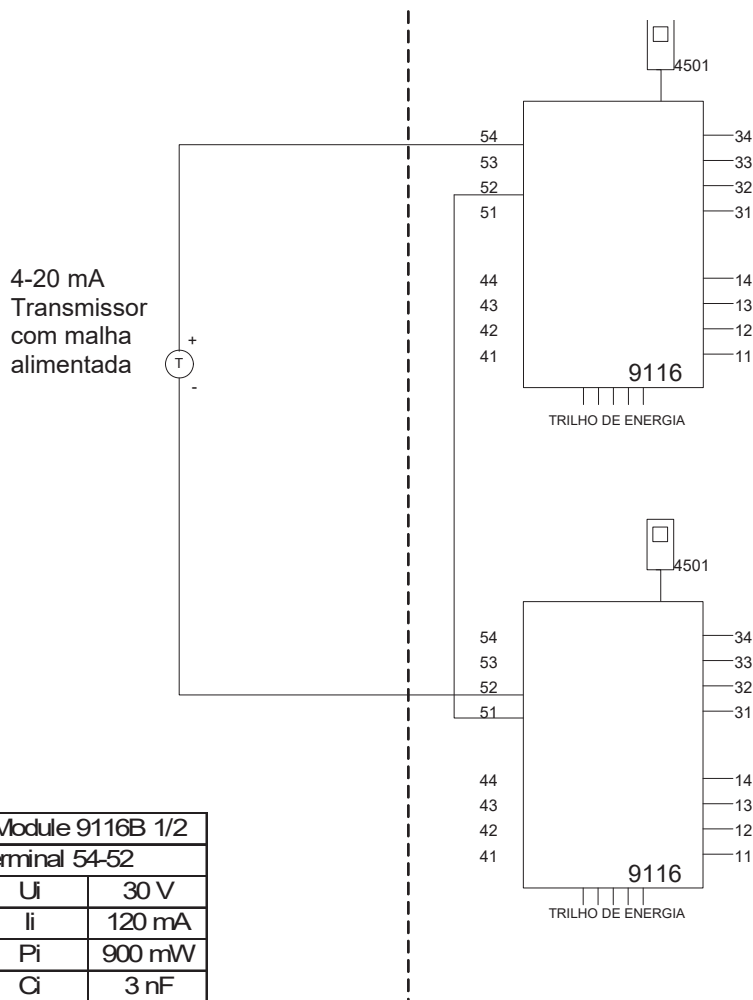 4501
54
53
52
51
44
43
42
41
34
33
32
31
14
13
12
11
9116
TRILHO DE ENERGIA
4-20 mA
Transmissor
com malha
alimentada
+
T
-
4501
54
53
52
51
44
43
42
41
34
33
32
31
14
13
12
11
9116
TRILHO DE ENERGIA
Module 9116B 1/2
erminal 54-52
Ui 30 V
Ii 120 mA
Pi 900 mW
Ci 3 nF